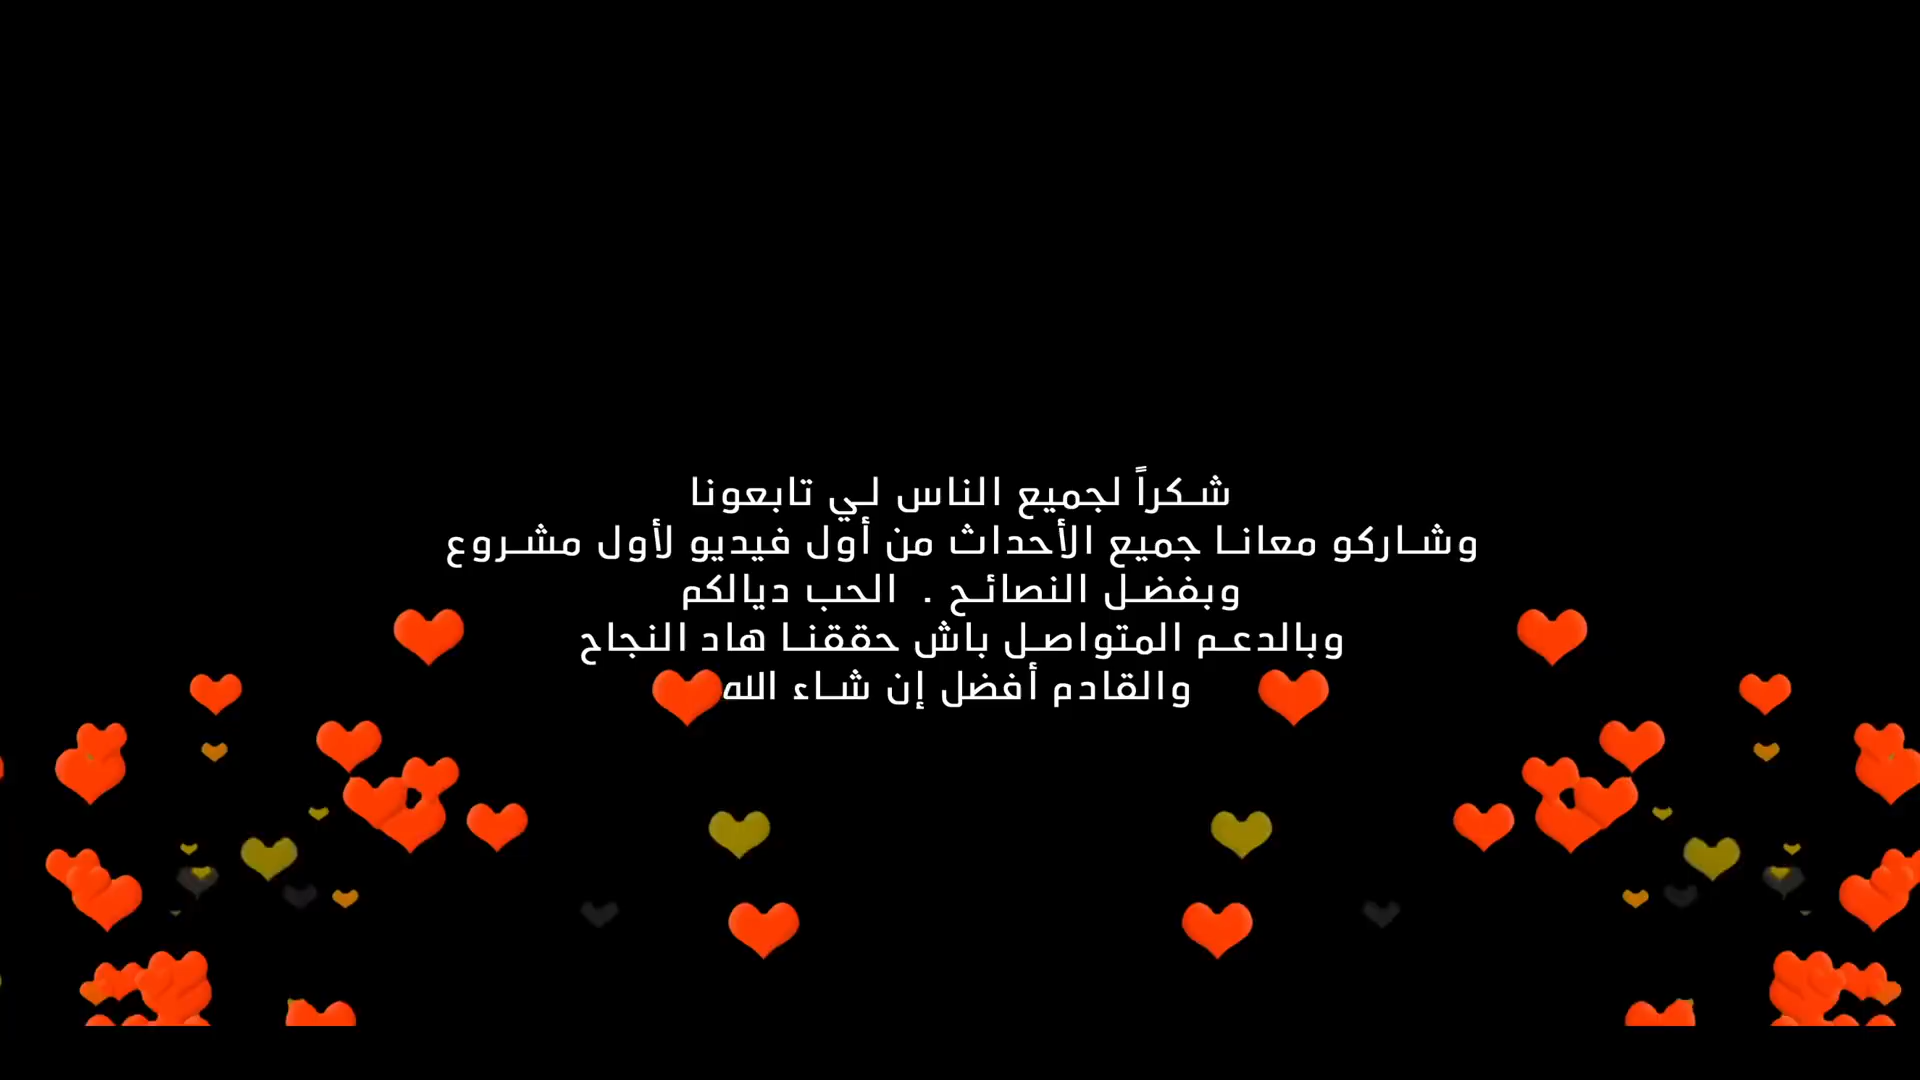 شكراً لجميع الناس لي تابعونا
وشاركو معانا جميع الأحداث من أول فيديو لأول مشروع
وبفضل النصائح . الحب ديالكم
وبالدعم المتواصل باش حققنا هاد النجاح
والقادم أفضل إن شاء الله